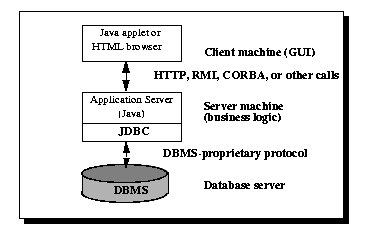 Java applet or
HTML browser
Client machine (GUI)
HTTP, RMI, CORBA, or other calls
Application Server
(Java)
Server machine
(business logic)
JDBC
DBMS-proprietary protocol
DBMS
Database server